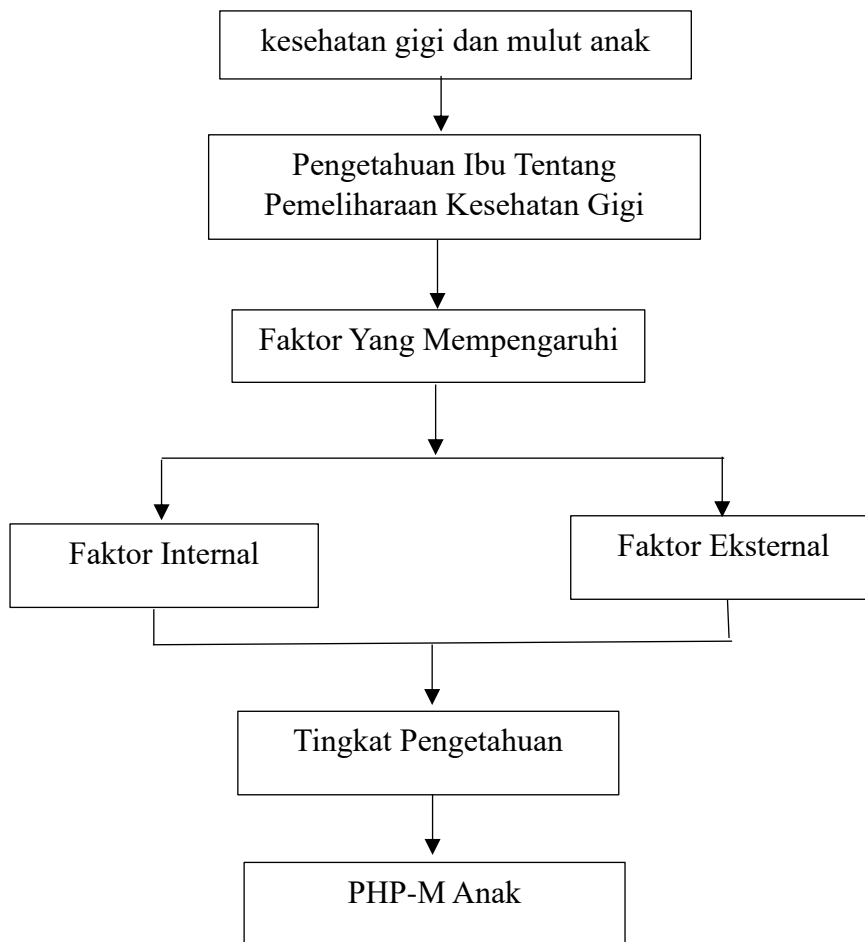 kesehatan gigi dan mulut anak
Pengetahuan Ibu Tentang
Pemeliharaan Kesehatan Gigi
Faktor Yang Mempengaruhi
Faktor Internal
Faktor Eksternal
Tingkat Pengetahuan
PHP-M Anak